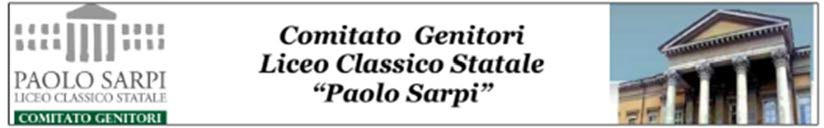 PAOLO SARPI
LICEO CLASSICO STATALE
COMITATO GENITORI
Comitato Genitori
Liceo Classico Statale
“Paolo Sarpi”